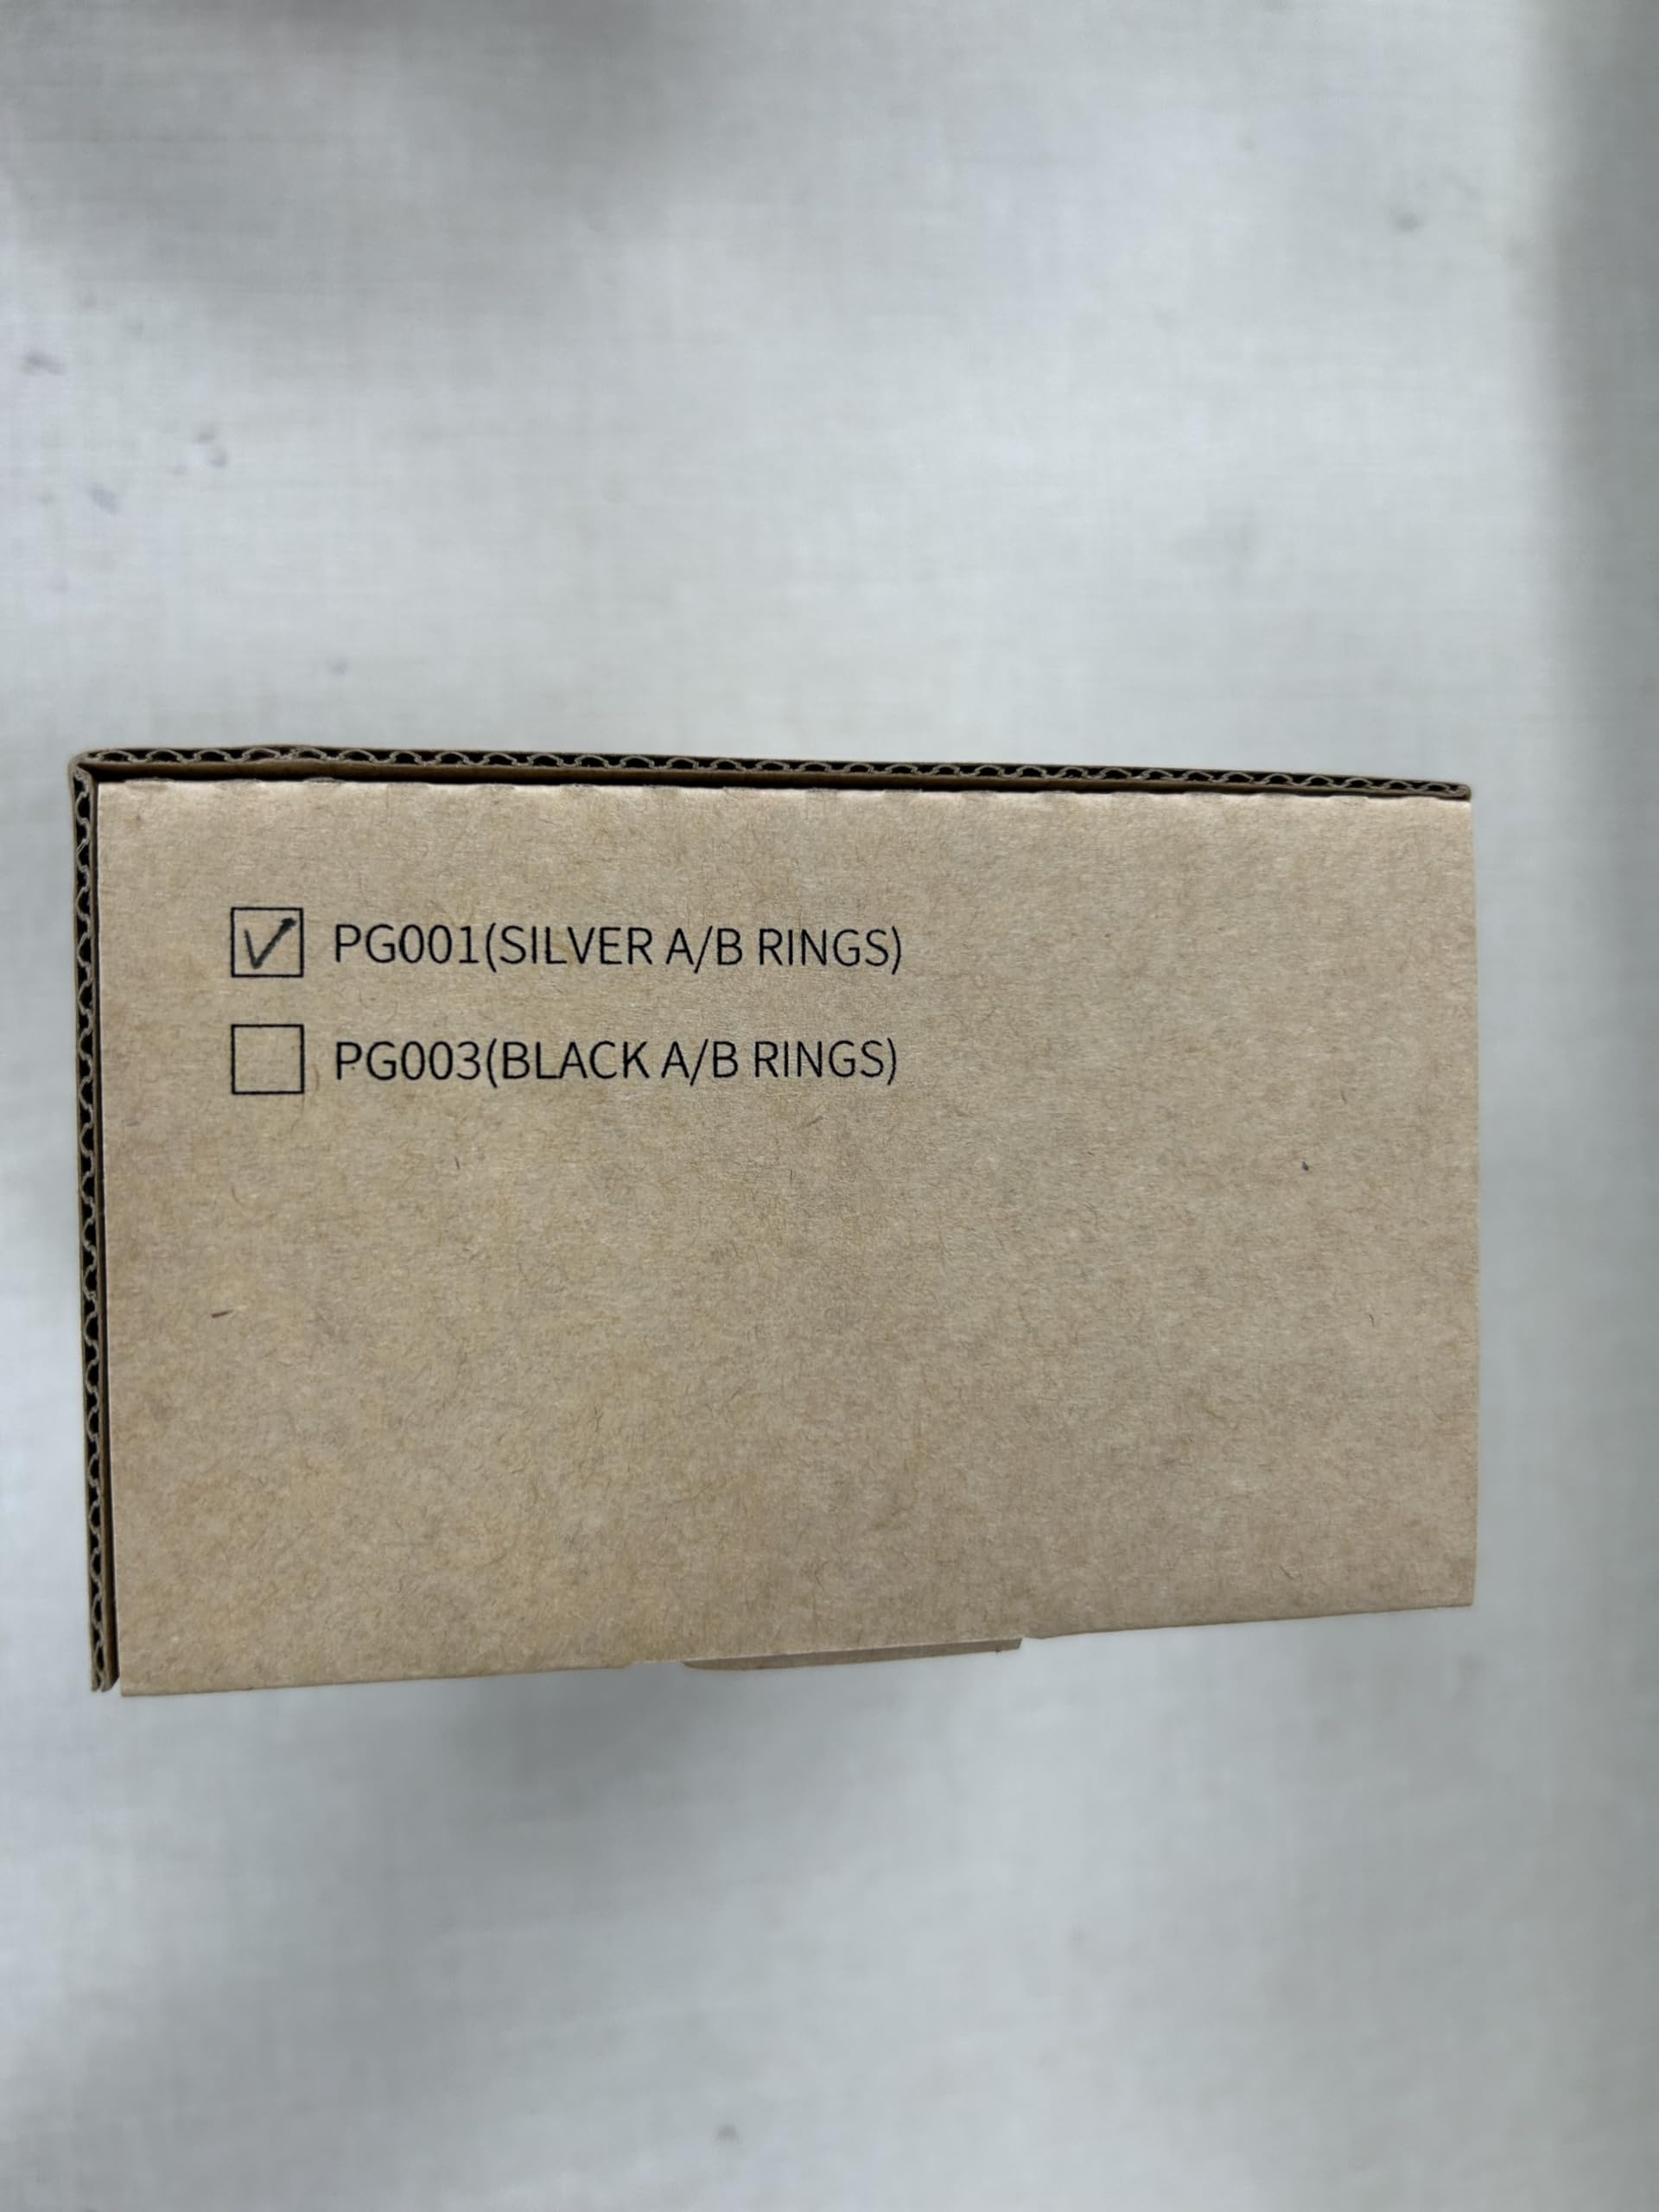 PG001(SILVER A/B RINGS)
PG003(BLACK A/B RINGS)